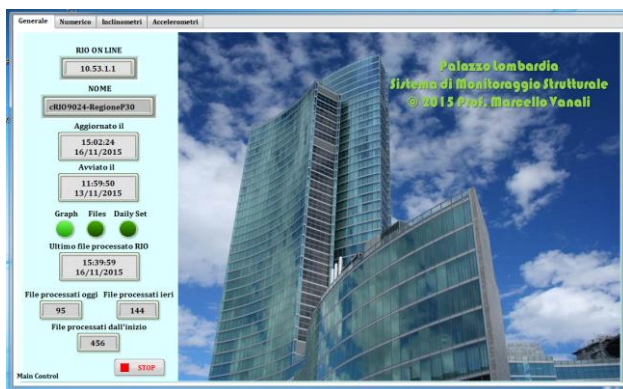 Generale Numerico Inclinometri Accelerometri
RIO ON LINE
10.53.1.1
NOME
cRIO9024-RegioneP30
Aggiornato il
15:02:24
16/11/2015
Avviato il
11:59:50
13/11/2015
Graph Files Daily Set
Ultimo file processato RIO
15:39:59
16/11/2015
File processati oggi File processati ieri
95 144
File processati dall'inizio
456
STOP
Main Control
Palazzo Lombardia
Sistema di Monitoraggio Strutturale
@ 2015 Prof. Marcello Vanali